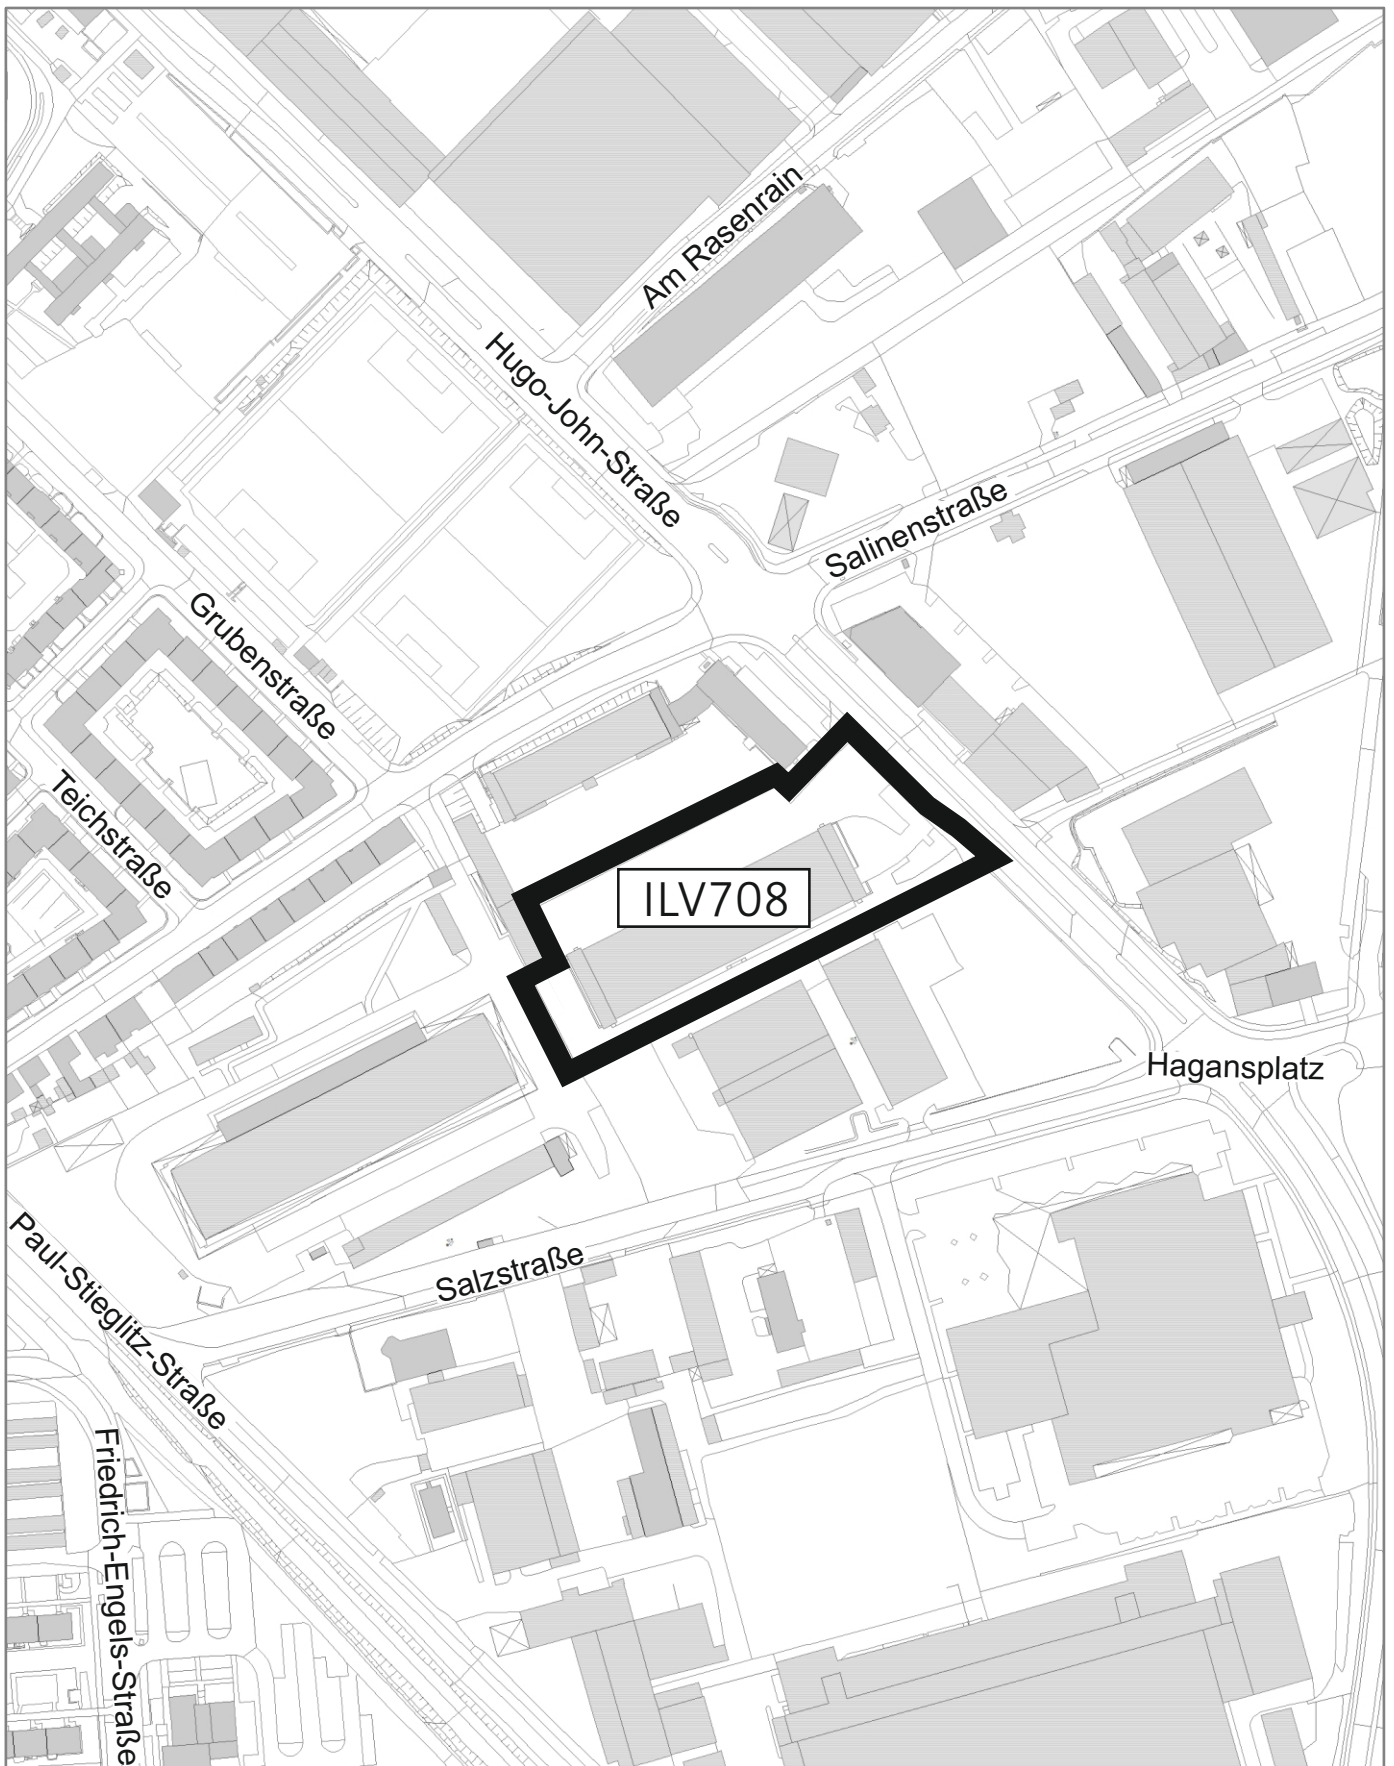 Am Rasenrain
Hugo-John-Straße
Salinenstraße
Grubenstraße
Teichstraße
ILV708
Hagansplatz
Paul-Stieglitz-Straße
Salzstraße
Friedrich-Engels-Straße